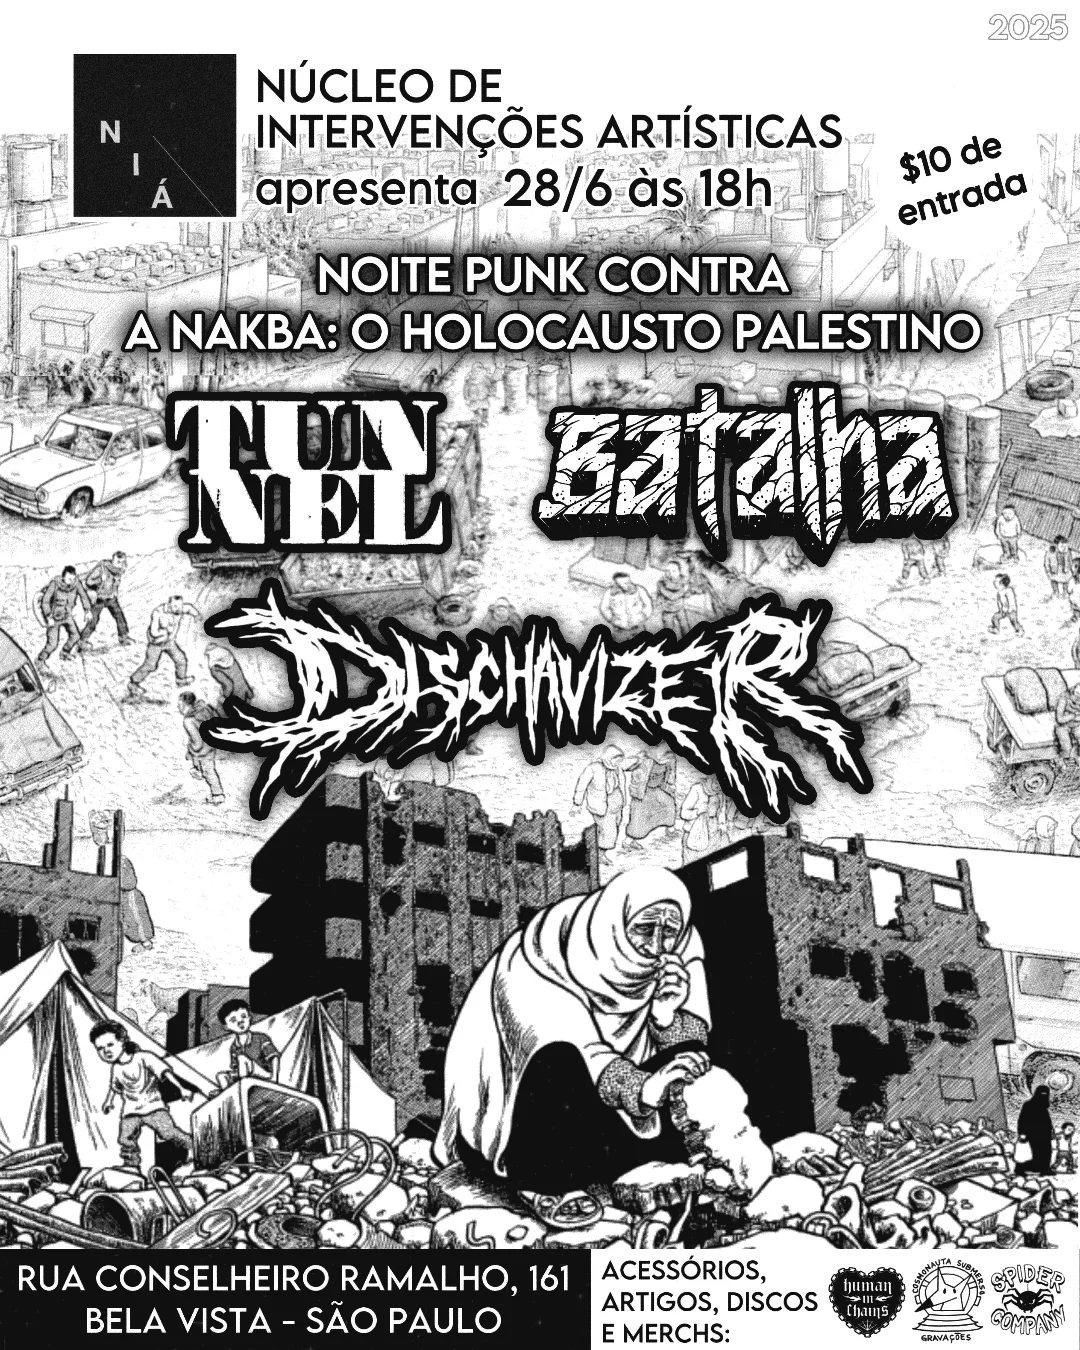 2025
NIÁ
NÚCLEO DE
INTERVENÇÕES ARTÍSTICAS
apresenta 28/6 às 18h
$10 de
entrada
NOITE PUNK CONTRA
A NAKBA: O HOLOCAUSTO PALESTINO
TUN
NEL
Batalha
DISCHAVIZER
RUA CONSELHEIRO RAMALHO, 161
BELA VISTA - SÃO PAULO
ACESSÓRIOS,
ARTIGOS, DISCOS
E MERCHS:
human
in
chains
COSMONAUTA SUBMERSO
GRAVAÇÕES
SPIDER
COMPANY